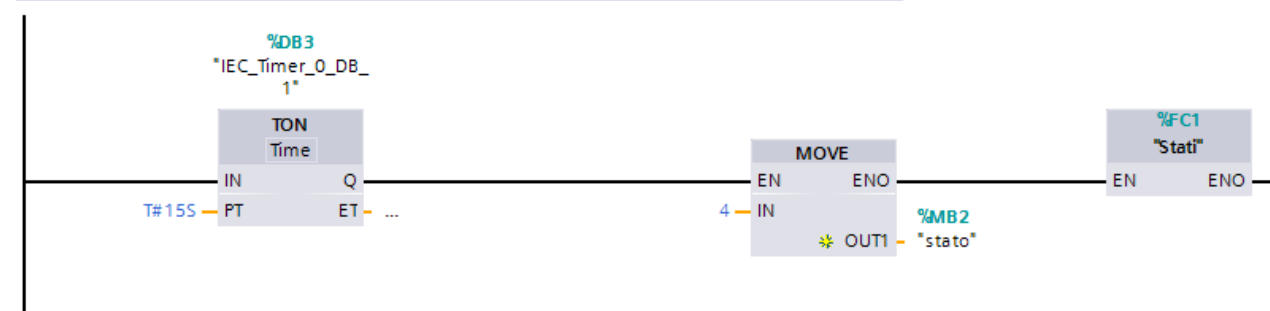 %DB3
"IEC_Timer_0_DB_
1"
TON
Time
IN Q
T#15S PT ET ...
MOVE
EN ENO
4 IN
OUT1
%MB2
"stato"
%FC1
"Stati"
EN ENO